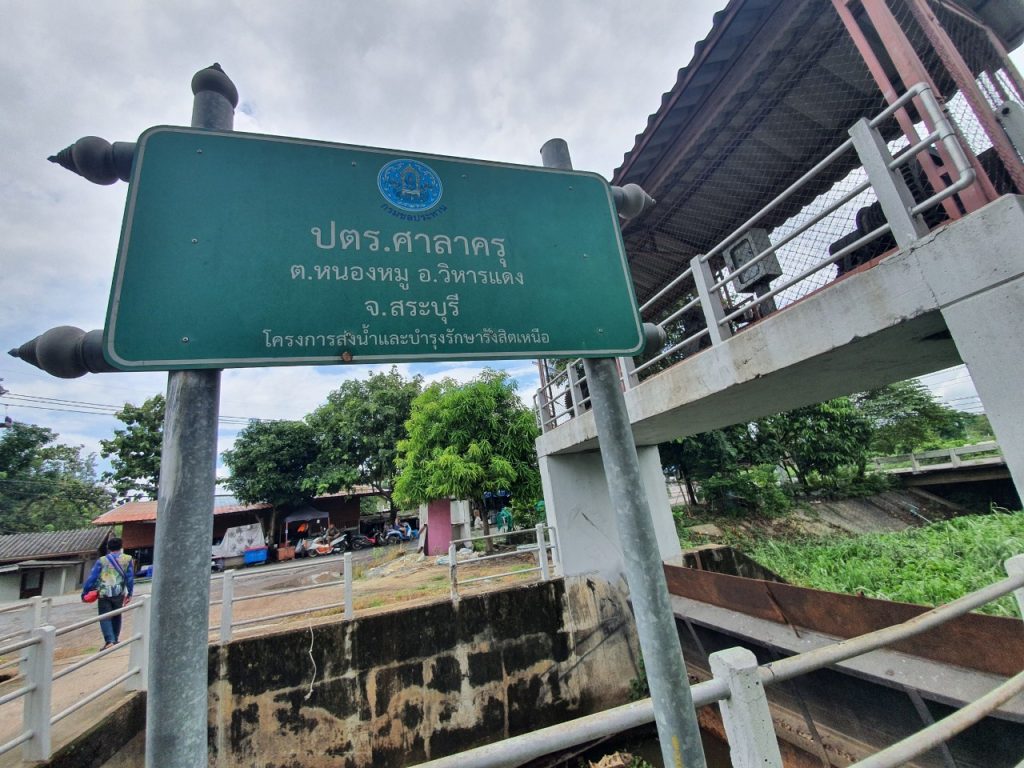 กรมชลประทาน
ปตร.ศาลาครุ
ต.หนองหมู อ.วิหารแดง
จ.สระบุรี
โครงการส่งน้ำและบำรุงรักษารังสิตเหนือ